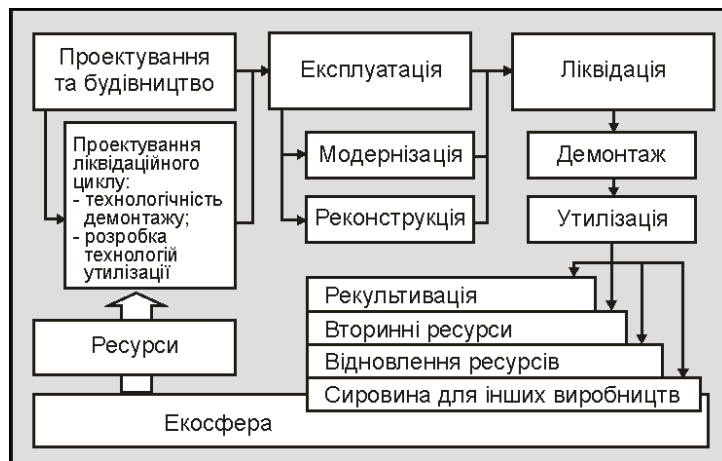 Проектування
та будівництво
Експлуатація
Ліквідація
Проектування
ліквідаційного
циклу:
- технологічність
демонтажу;
- розробка
технологій
утилізації
Модернізація
Реконструкція
Демонтаж
Утилізація
Рекультивація
Вторинні ресурси
Відновлення ресурсів
Сировина для інших виробництв
Ресурси
Екосфера